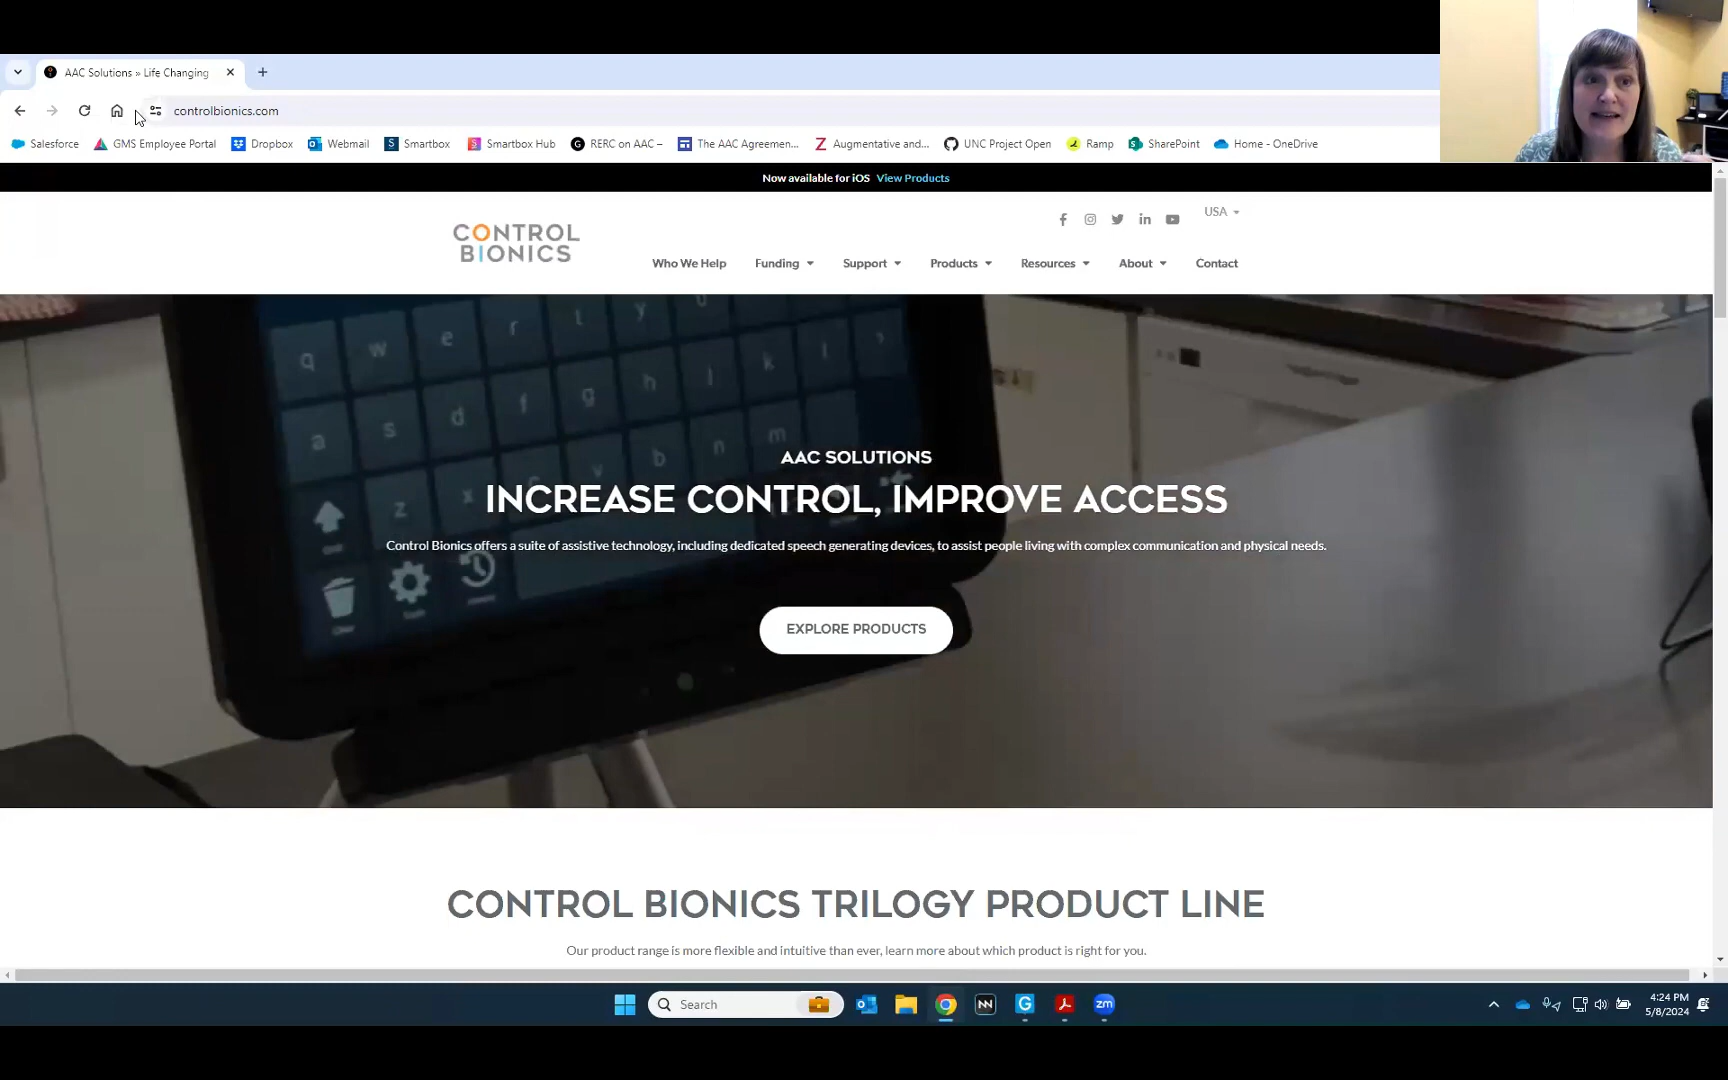 AAC Solutions » Life Changing
controlbionics.com
Salesforce GMS Employee Portal Dropbox Webmail Smartbox Smartbox Hub RERC on AAC – The AAC Agreemen... Augmentative and... UNC Project Open Ramp SharePoint Home - OneDrive
Now available for iOS View Products
USA
CONTROL
BIONICS
Who We Help Funding Support Products Resources About Contact
q w e r t y u
a s d f g h j k l
z x v b n m
AAC SOLUTIONS
INCREASE CONTROL, IMPROVE ACCESS
Control Bionics offers a suite of assistive technology, including dedicated speech generating devices, to assist people living with complex communication and physical needs.
EXPLORE PRODUCTS
CONTROL BIONICS TRILOGY PRODUCT LINE
Our product range is more flexible and intuitive than ever, learn more about which product is right for you.
Search
zm
4:24 PM
5/8/2024